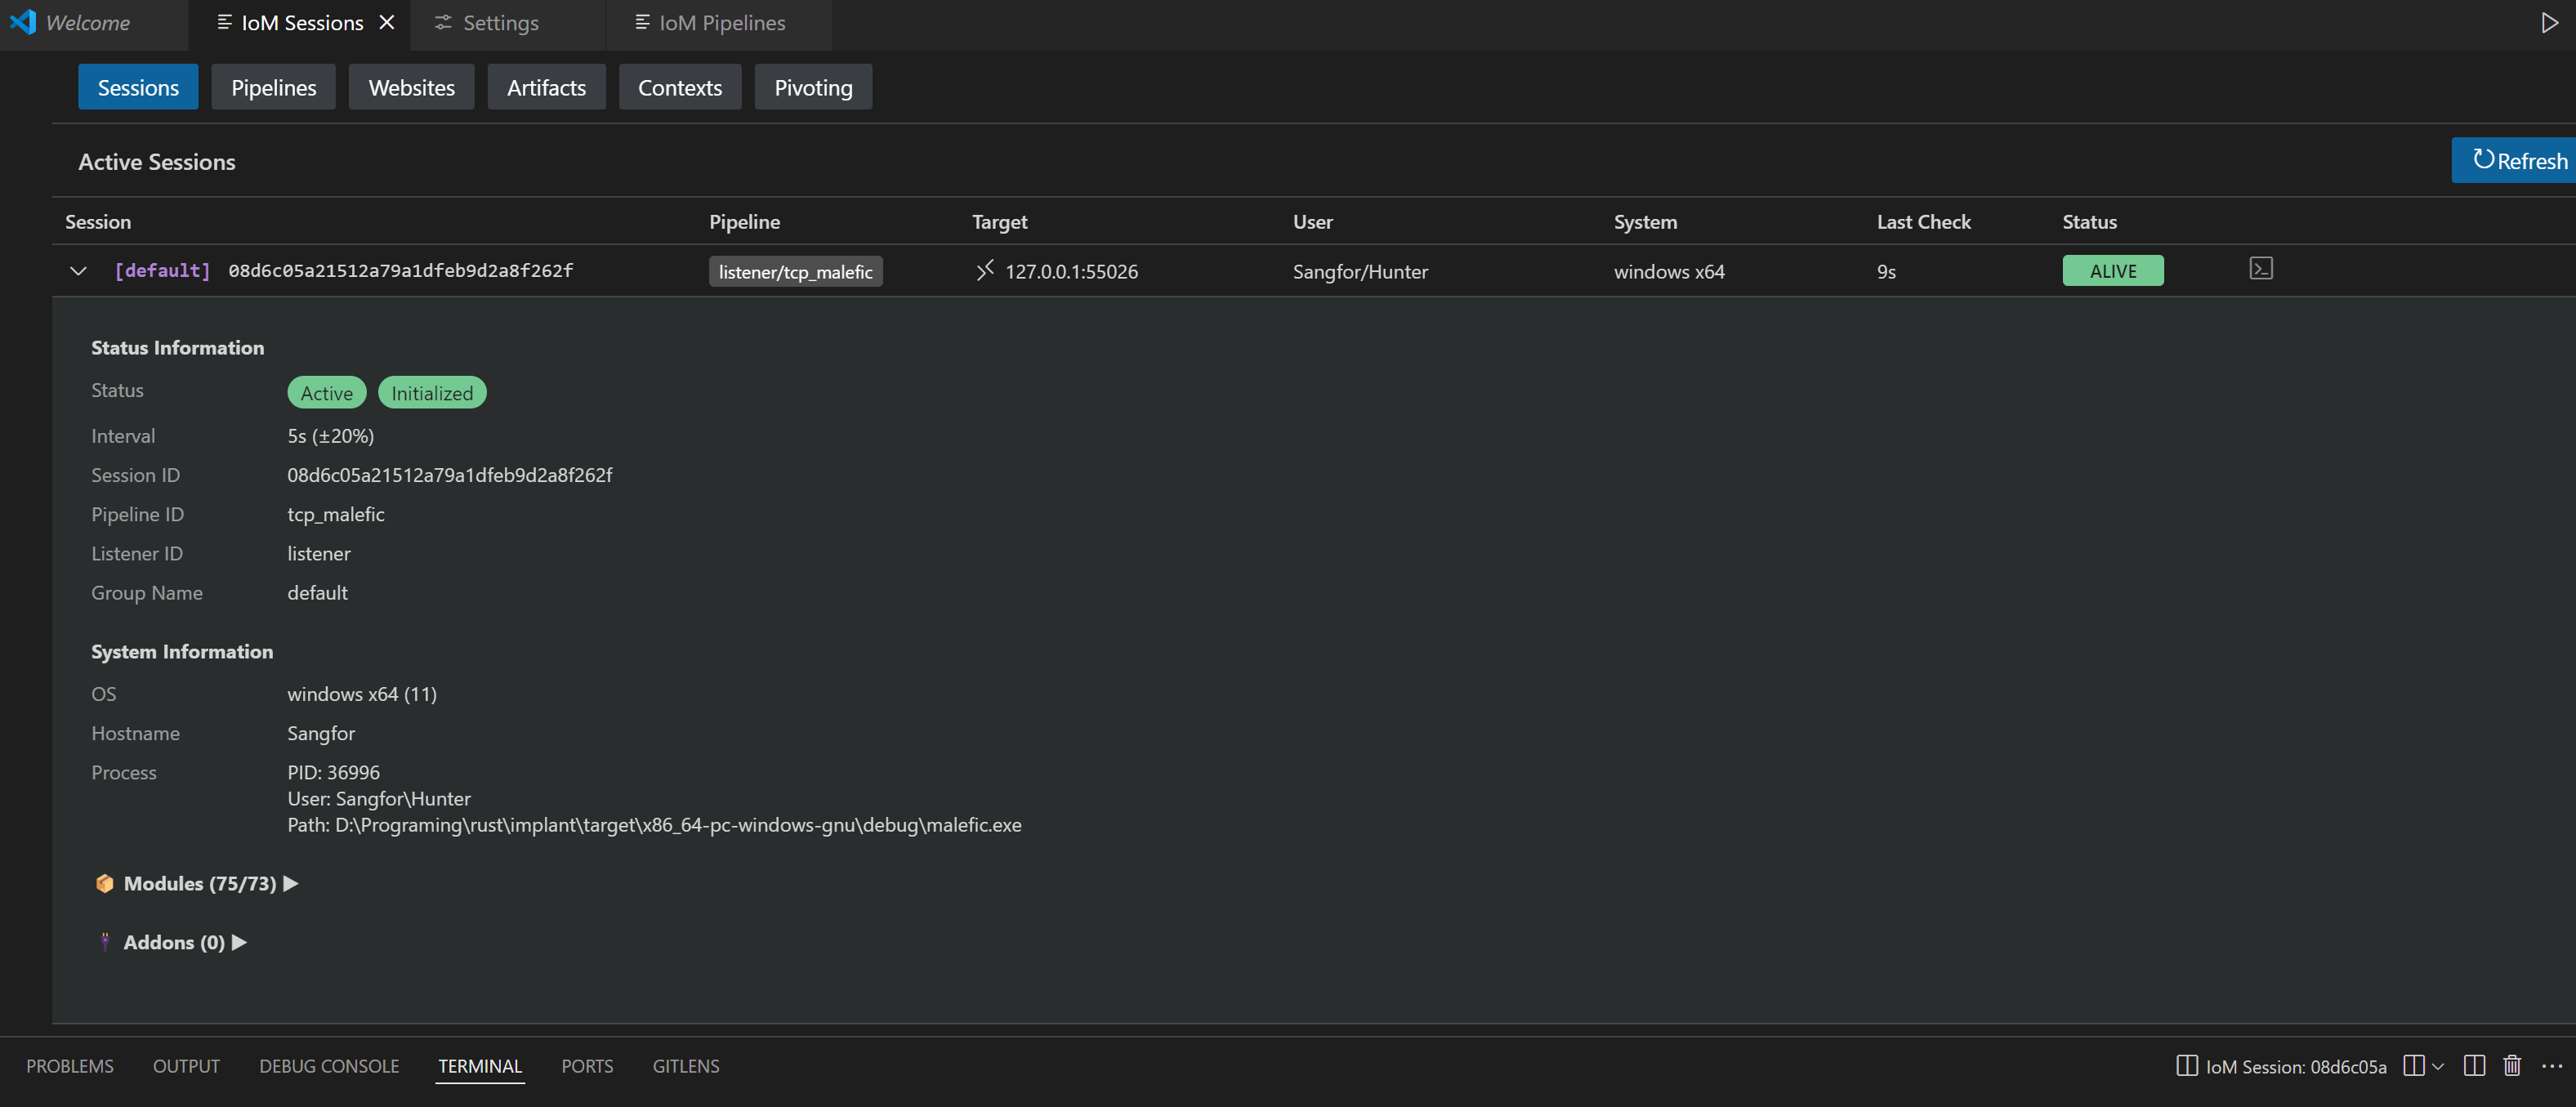 Welcome IoM Sessions Settings IoM Pipelines
Sessions Pipelines Websites Artifacts Contexts Pivoting
Active Sessions Refresh
Session Pipeline Target User System Last Check Status
[default] 08d6c05a21512a79a1dfeb9d2a8f262f listener/tcp_malefic 127.0.0.1:55026 Sangfor/Hunter windows x64 9s ALIVE
Status Information
Status Active Initialized
Interval 5s (±20%)
Session ID 08d6c05a21512a79a1dfeb9d2a8f262f
Pipeline ID tcp_malefic
Listener ID listener
Group Name default
System Information
OS windows x64 (11)
Hostname Sangfor
Process PID: 36996
User: Sangfor\Hunter
Path: D:\Programing\rust\implant\target\x86_64-pc-windows-gnu\debug\malefic.exe
Modules (75/73)
Addons (0)
PROBLEMS OUTPUT DEBUG CONSOLE TERMINAL PORTS GITLENS IoM Session: 08d6c05a